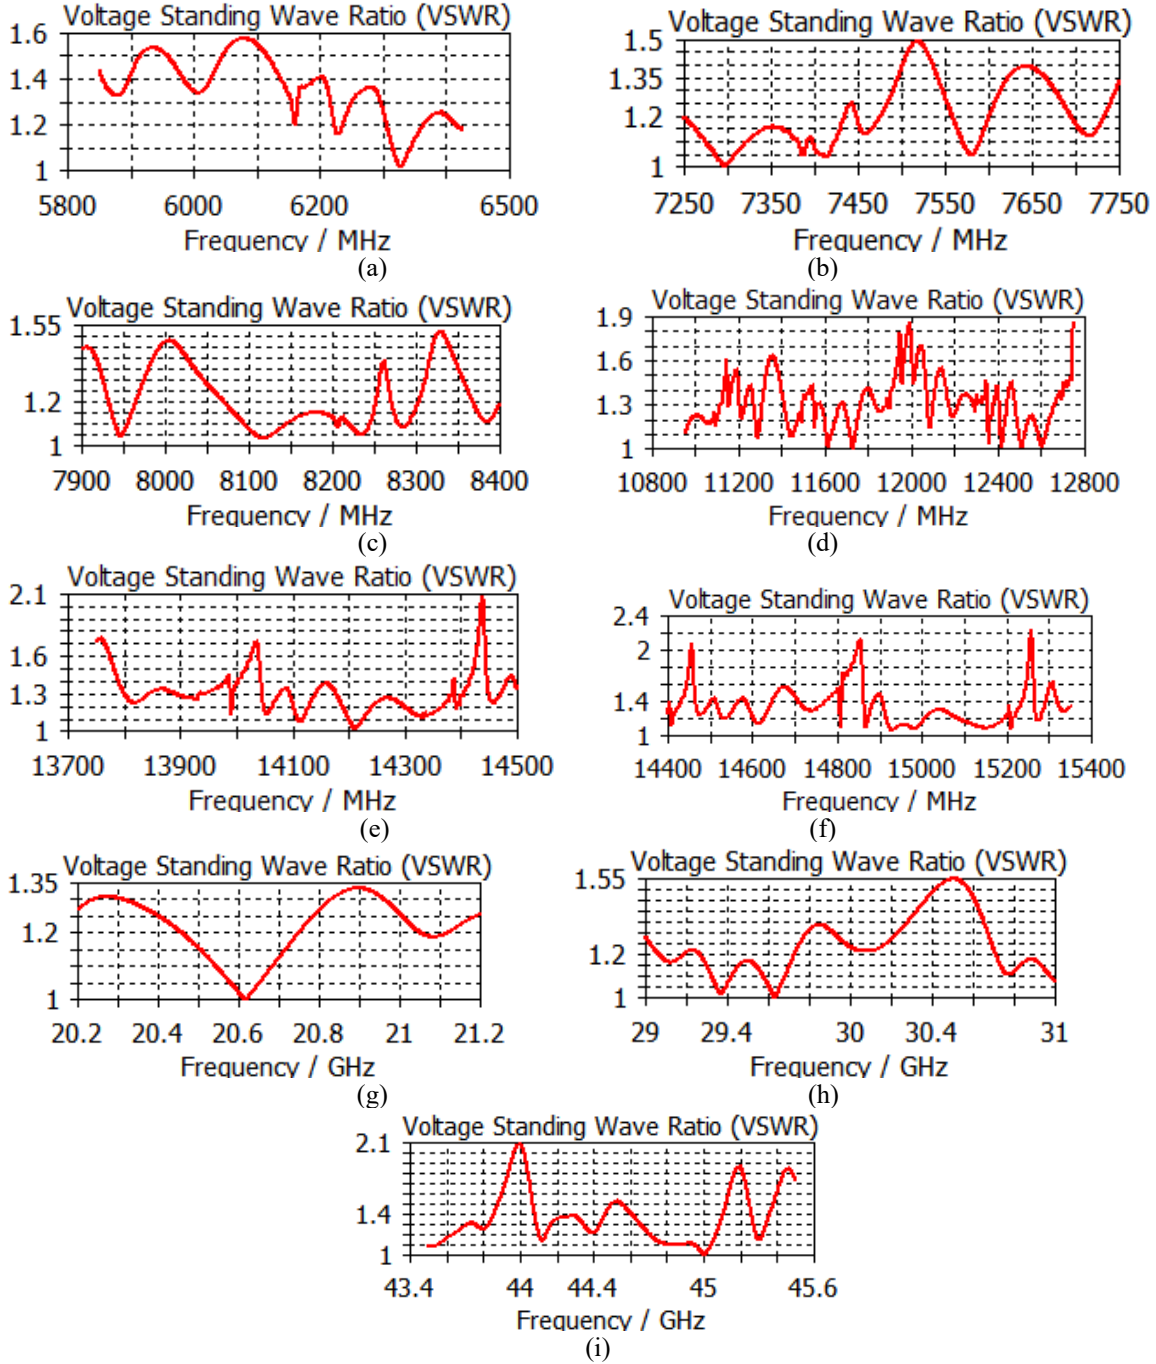 Voltage Standing Wave Ratio (VSWR)
1.6
1.4
1.2
1
5800 6000 6200 6500
Frequency / MHz
(a)
Voltage Standing Wave Ratio (VSWR)
1.5
1.35
1.2
1
7250 7350 7450 7550 7650 7750
Frequency / MHz
(b)
Voltage Standing Wave Ratio (VSWR)
1.55
1.2
1
7900 8000 8100 8200 8300 8400
Frequency / MHz
(c)
Voltage Standing Wave Ratio (VSWR)
1.9
1.6
1.3
1
10800 11200 11600 12000 12400 12800
Frequency / MHz
(d)
Voltage Standing Wave Ratio (VSWR)
2.1
1.6
1.3
1
13700 13900 14100 14300 14500
Frequency / MHz
(e)
Voltage Standing Wave Ratio (VSWR)
2.4
2
1.4
1
14400 14600 14800 15000 15200 15400
Frequency / MHz
(f)
Voltage Standing Wave Ratio (VSWR)
1.35
1.2
1
20.2 20.4 20.6 20.8 21 21.2
Frequency / GHz
(g)
Voltage Standing Wave Ratio (VSWR)
1.55
1.2
1
29 29.4 30 30.4 31
Frequency / GHz
(h)
Voltage Standing Wave Ratio (VSWR)
2.1
1.4
1
43.4 44 44.4 45 45.6
Frequency / GHz
(i)